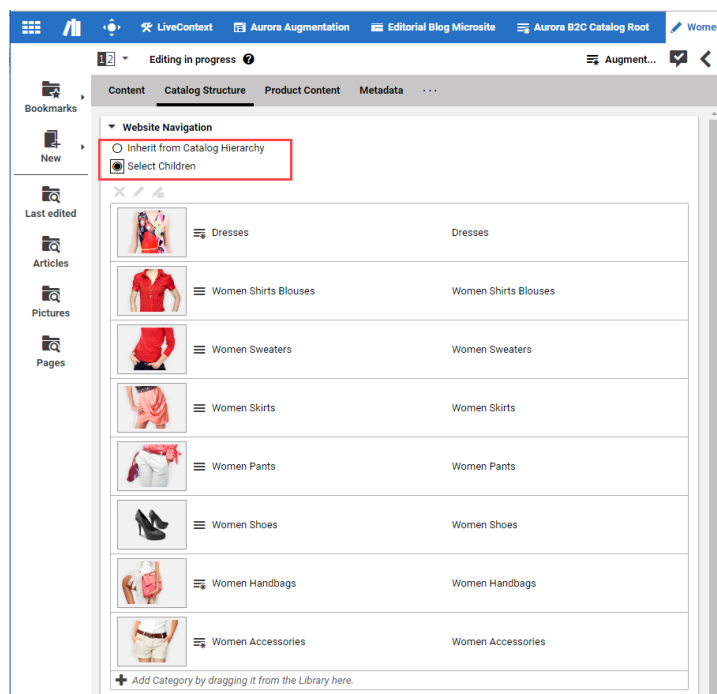 LiveContext
Aurora Augmentation
Editorial Blog Microsite
Aurora B2C Catalog Root
Women
1 2
Editing in progress
Augment...
Bookmarks
New
Last edited
Articles
Pictures
Pages
Content Catalog Structure Product Content Metadata ...
Website Navigation
Inherit from Catalog Hierarchy
Select Children
Dresses Dresses
Women Shirts Blouses Women Shirts Blouses
Women Sweaters Women Sweaters
Women Skirts Women Skirts
Women Pants Women Pants
Women Shoes Women Shoes
Women Handbags Women Handbags
Women Accessories Women Accessories
Add Category by dragging it from the Library here.